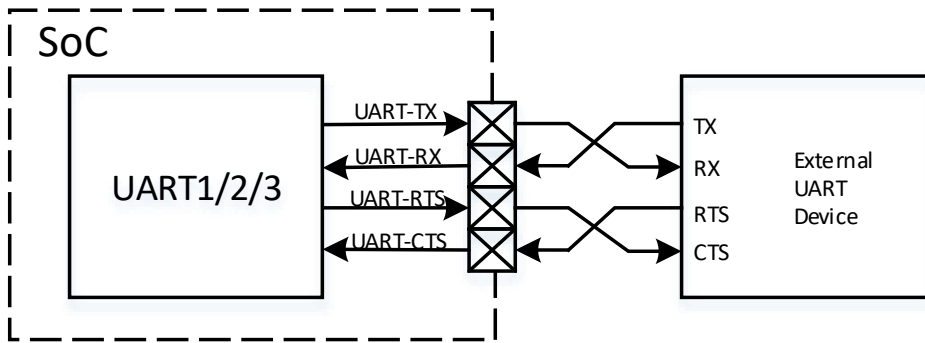 SoC
UART1/2/3
UART-TX
UART-RX
UART-RTS
UART-CTS
TX
RX
RTS
CTS
External
UART
Device